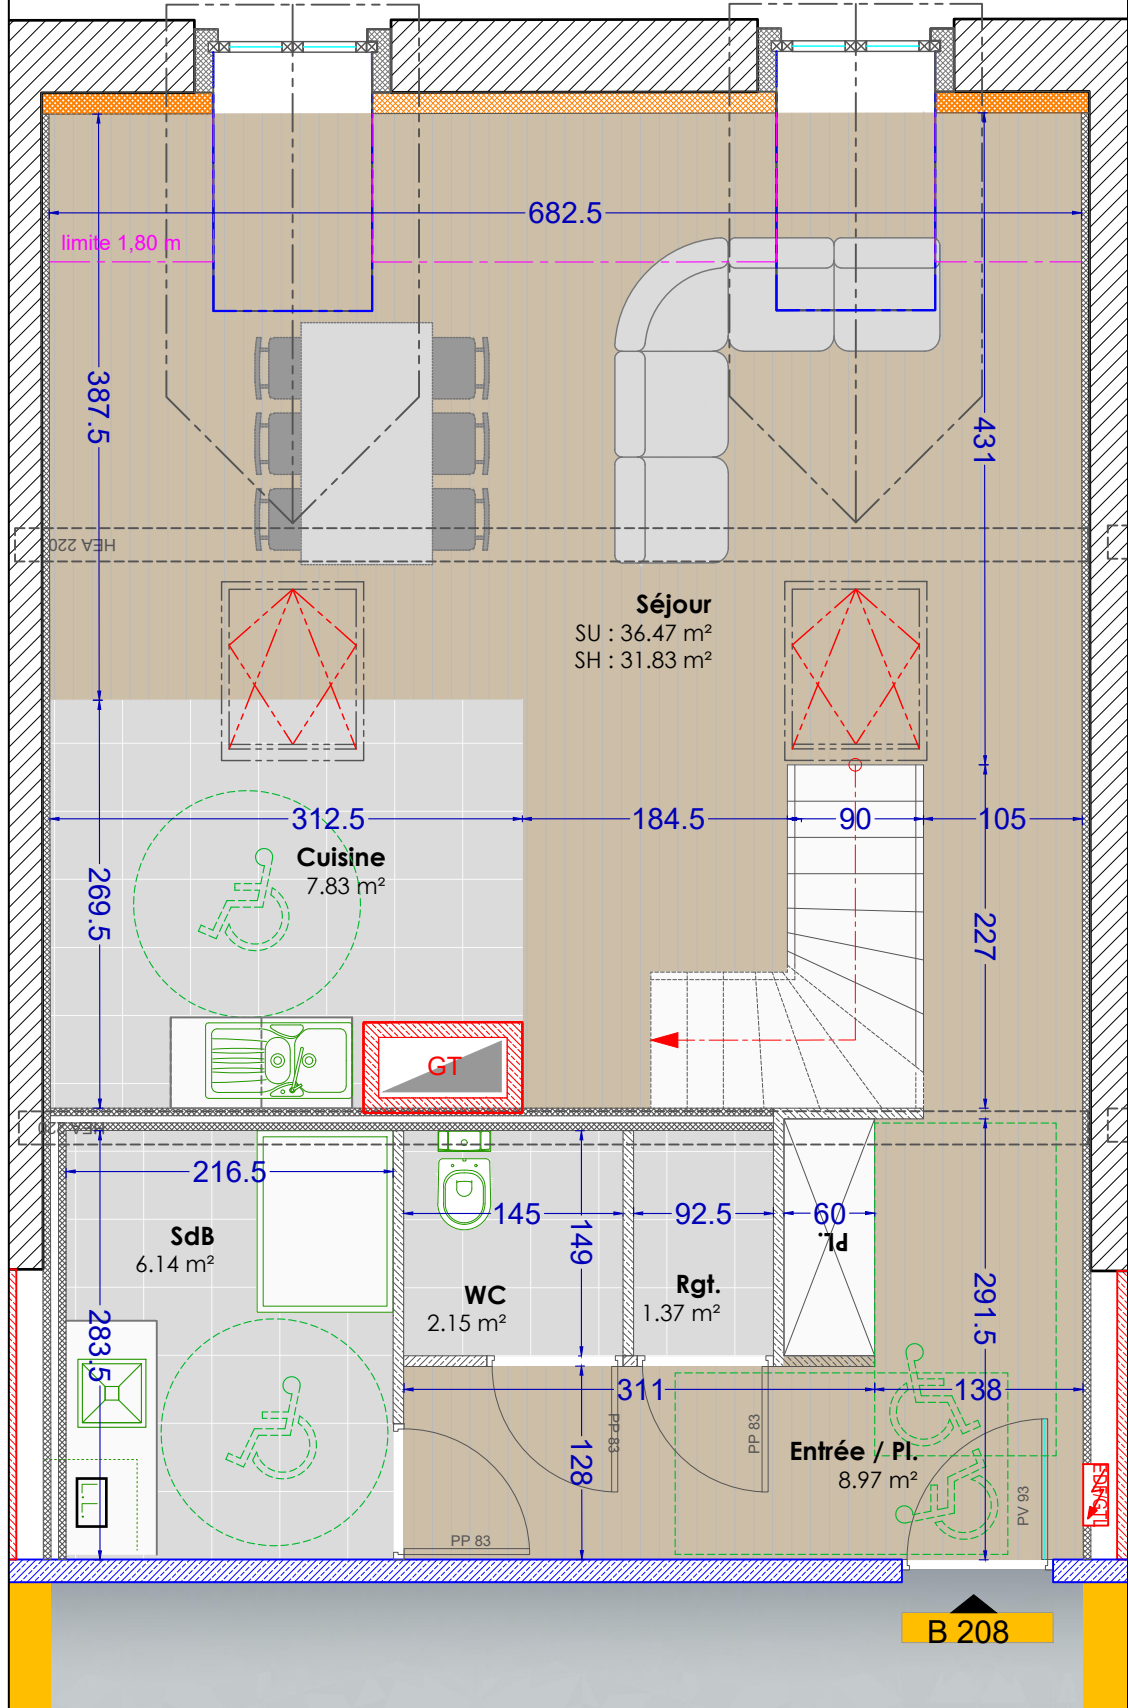 682.5
limite 1,80 m
387.5
431
HEA 220
Séjour
SU : 36.47 m²
SH : 31.83 m²
312.5
184.5
90
105
Cuisine
7.83 m²
269.5
227
GT
216.5
145
149
92.5
60
Pl.
SdB
6.14 m²
WC
2.15 m²
Rgt.
1.37 m²
283.5
291.5
311
138
PP 83
PP 83
128
Entrée / Pl.
8.97 m²
PV 93
L.L.
PP 83
B 208